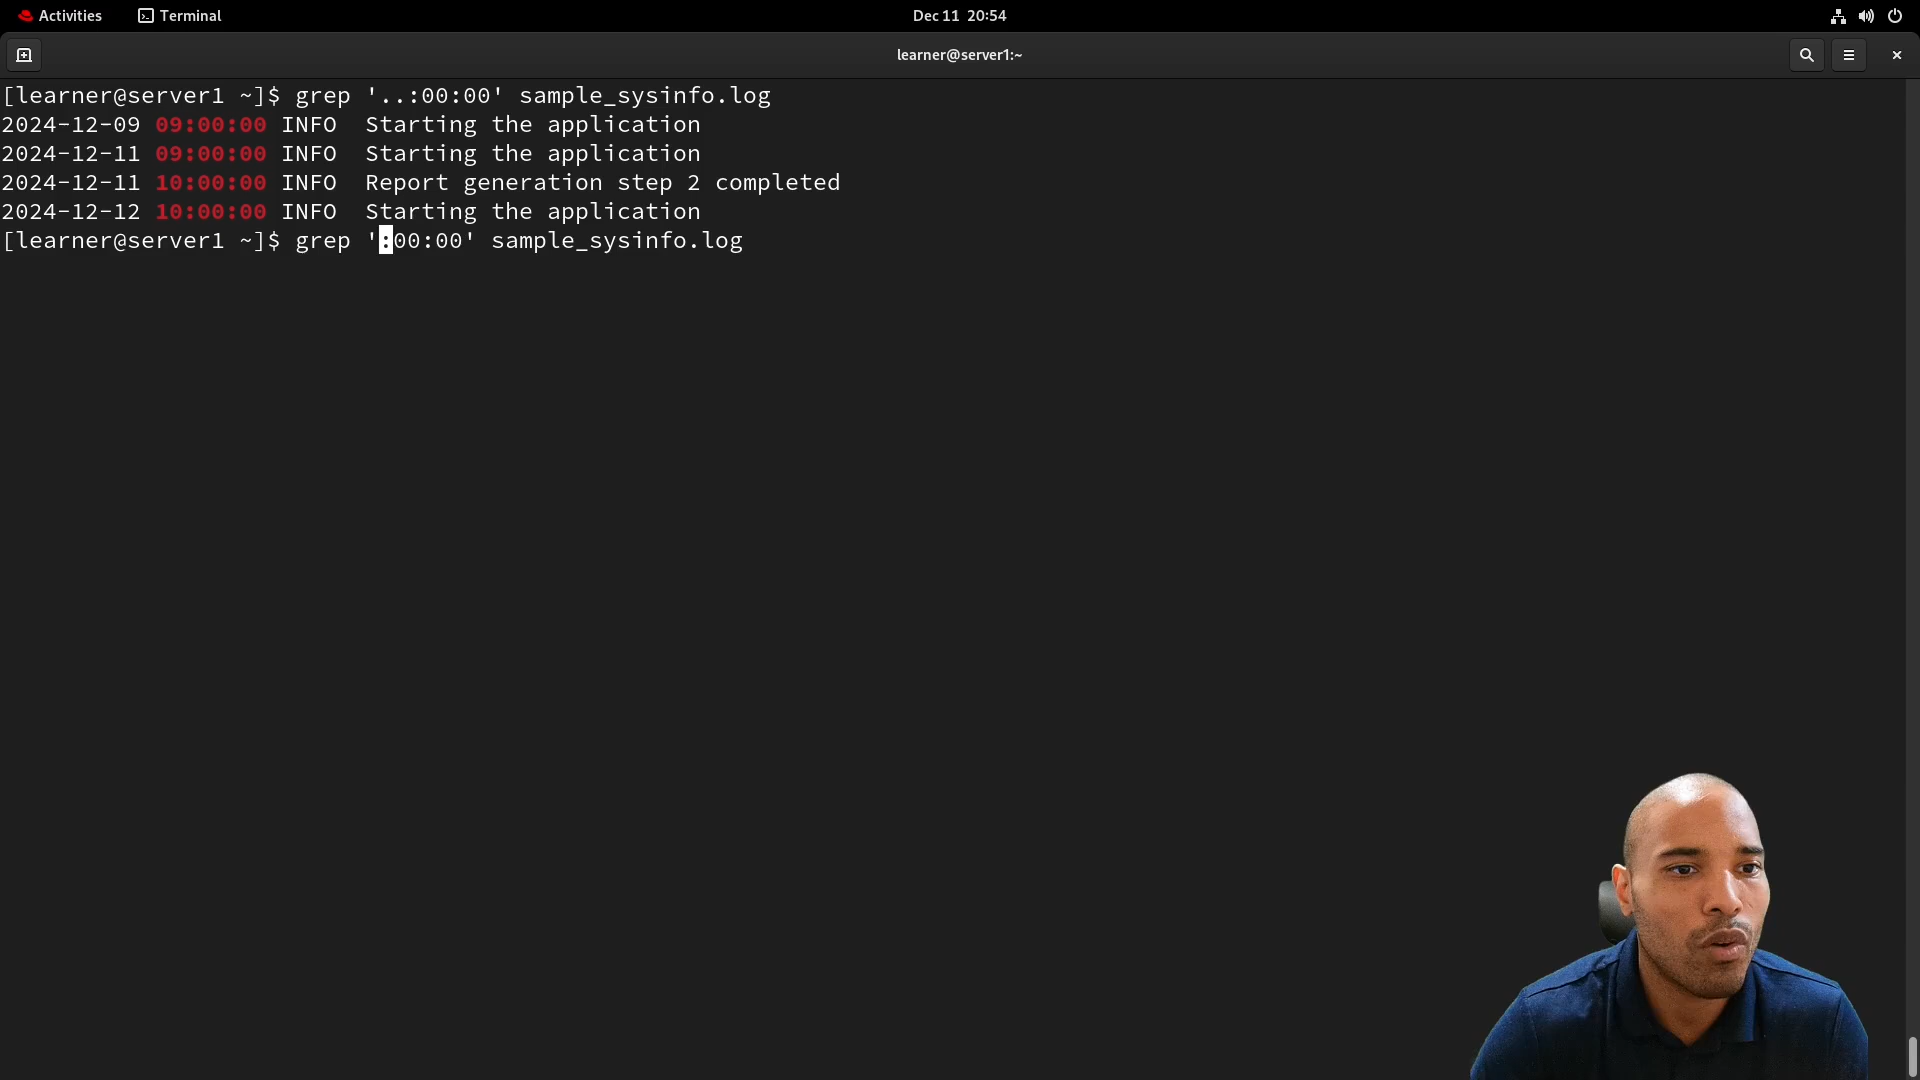 Activities Terminal Dec 11 20:54
learner@server1:~
[learner@server1 ~]$ grep '..:00:00' sample_sysinfo.log
2024-12-09 09:00:00 INFO  Starting the application
2024-12-11 09:00:00 INFO  Starting the application
2024-12-11 10:00:00 INFO  Report generation step 2 completed
2024-12-12 10:00:00 INFO  Starting the application
[learner@server1 ~]$ grep ':00:00' sample_sysinfo.log